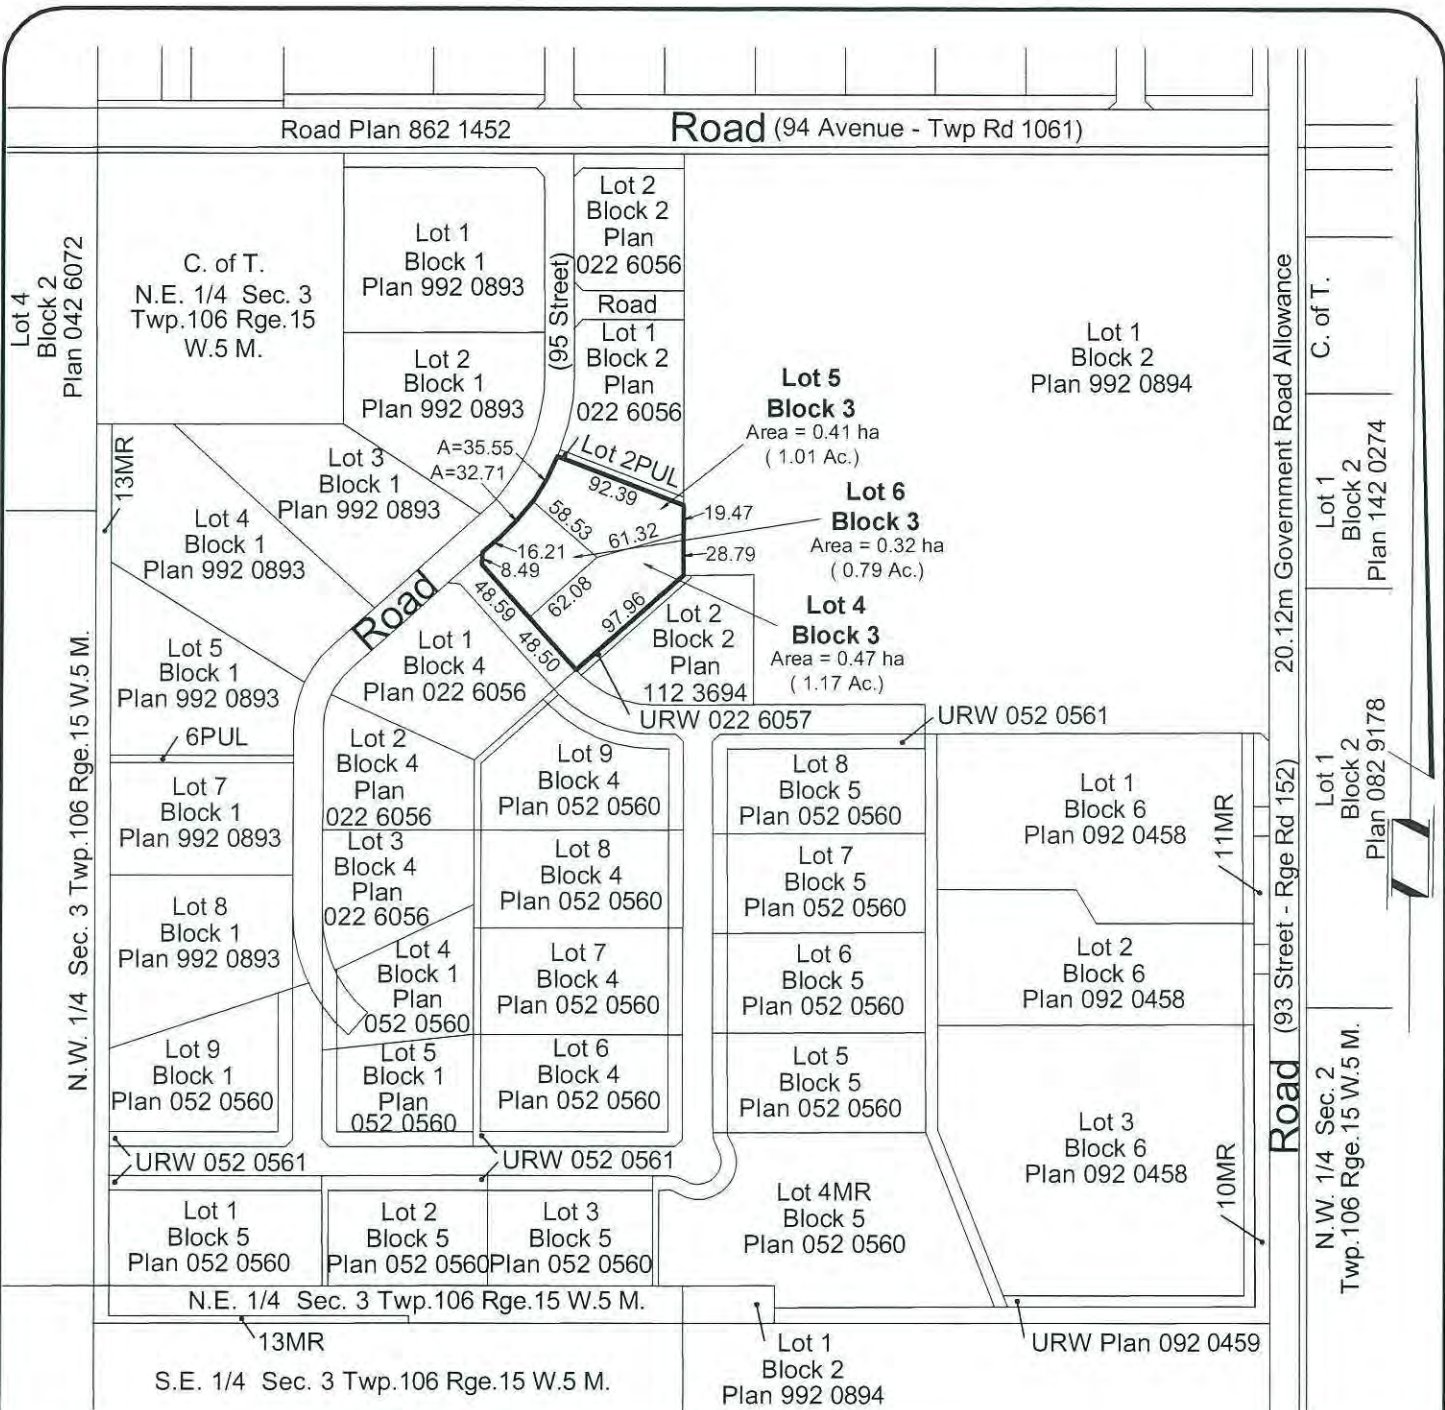 Road Plan 862 1452
Road (94 Avenue - Twp Rd 1061)
Lot 4
Block 2
Plan 042 6072
C. of T.
N.E. 1/4 Sec. 3
Twp.106 Rge.15
W.5 M.
Lot 1
Block 1
Plan 992 0893
Lot 2
Block 1
Plan 992 0893
(95 Street)
Lot 2
Block 2
Plan
022 6056
Road
Lot 1
Block 2
Plan
022 6056
Lot 1
Block 2
Plan 992 0894
20.12m Government Road Allowance
C. of T.
Lot 1
Block 2
Plan 142 0274
Lot 5
Block 3
Area = 0.41 ha
( 1.01 Ac.)
Lot 6
Block 3
Area = 0.32 ha
( 0.79 Ac.)
Lot 4
Block 3
Area = 0.47 ha
( 1.17 Ac.)
A=35.55
A=32.71
Lot 2PUL
92.39
58.53
61.32
19.47
28.79
16.21
8.49
48.59
62.08
97.96
48.50
13MR
Lot 3
Block 1
Plan 992 0893
Lot 4
Block 1
Plan 992 0893
Road
Lot 5
Block 1
Plan 992 0893
Lot 1
Block 4
Plan 022 6056
Lot 2
Block 2
Plan
112 3694
URW 022 6057
URW 052 0561
6PUL
N.W. 1/4 Sec. 3 Twp.106 Rge.15 W.5 M.
Lot 7
Block 1
Plan 992 0893
Lot 2
Block 4
Plan
022 6056
Lot 9
Block 4
Plan 052 0560
Lot 8
Block 5
Plan 052 0560
Lot 1
Block 6
Plan 092 0458
11MR
(93 Street - Rge Rd 152)
Lot 1
Block 2
Plan 082 9178
Lot 3
Block 4
Plan
022 6056
Lot 8
Block 4
Plan 052 0560
Lot 7
Block 5
Plan 052 0560
Lot 8
Block 1
Plan 992 0893
Lot 4
Block 1
Plan
052 0560
Lot 7
Block 4
Plan 052 0560
Lot 6
Block 5
Plan 052 0560
Lot 2
Block 6
Plan 092 0458
Lot 9
Block 1
Plan 052 0560
Lot 5
Block 1
Plan
052 0560
Lot 6
Block 4
Plan 052 0560
Lot 5
Block 5
Plan 052 0560
Lot 3
Block 6
Plan 092 0458
Road
10MR
N.W. 1/4 Sec. 2
Twp.106 Rge.15 W.5 M.
URW 052 0561
URW 052 0561
Lot 1
Block 5
Plan 052 0560
Lot 2
Block 5
Plan 052 0560
Lot 3
Block 5
Plan 052 0560
Lot 4MR
Block 5
Plan 052 0560
N.E. 1/4 Sec. 3 Twp.106 Rge.15 W.5 M.
13MR
Lot 1
Block 2
Plan 992 0894
URW Plan 092 0459
S.E. 1/4 Sec. 3 Twp.106 Rge.15 W.5 M.